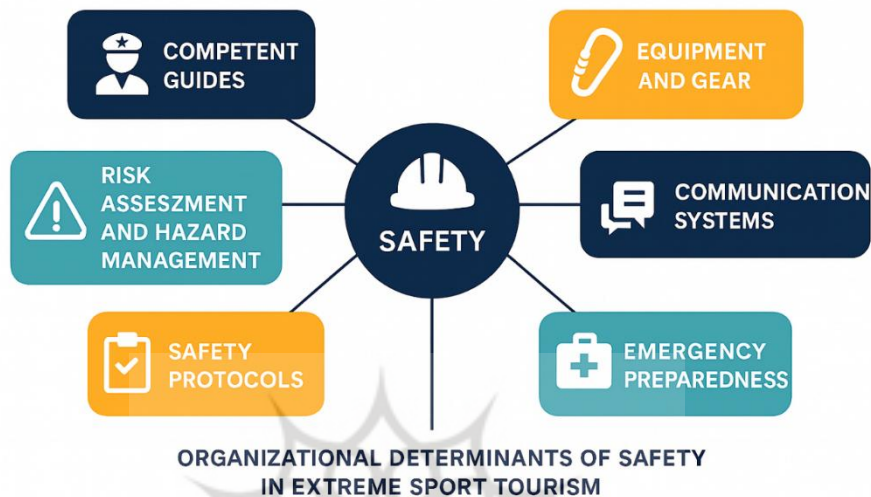 COMPETENT
GUIDES
EQUIPMENT
AND GEAR
RISK
ASSESZMENT
AND HAZARD
MANAGEMENT
SAFETY
COMMUNICATION
SYSTEMS
SAFETY
PROTOCOLS
EMERGENCY
PREPAREDNESS
ORGANIZATIONAL DETERMINANTS OF SAFETY
IN EXTREME SPORT TOURISM